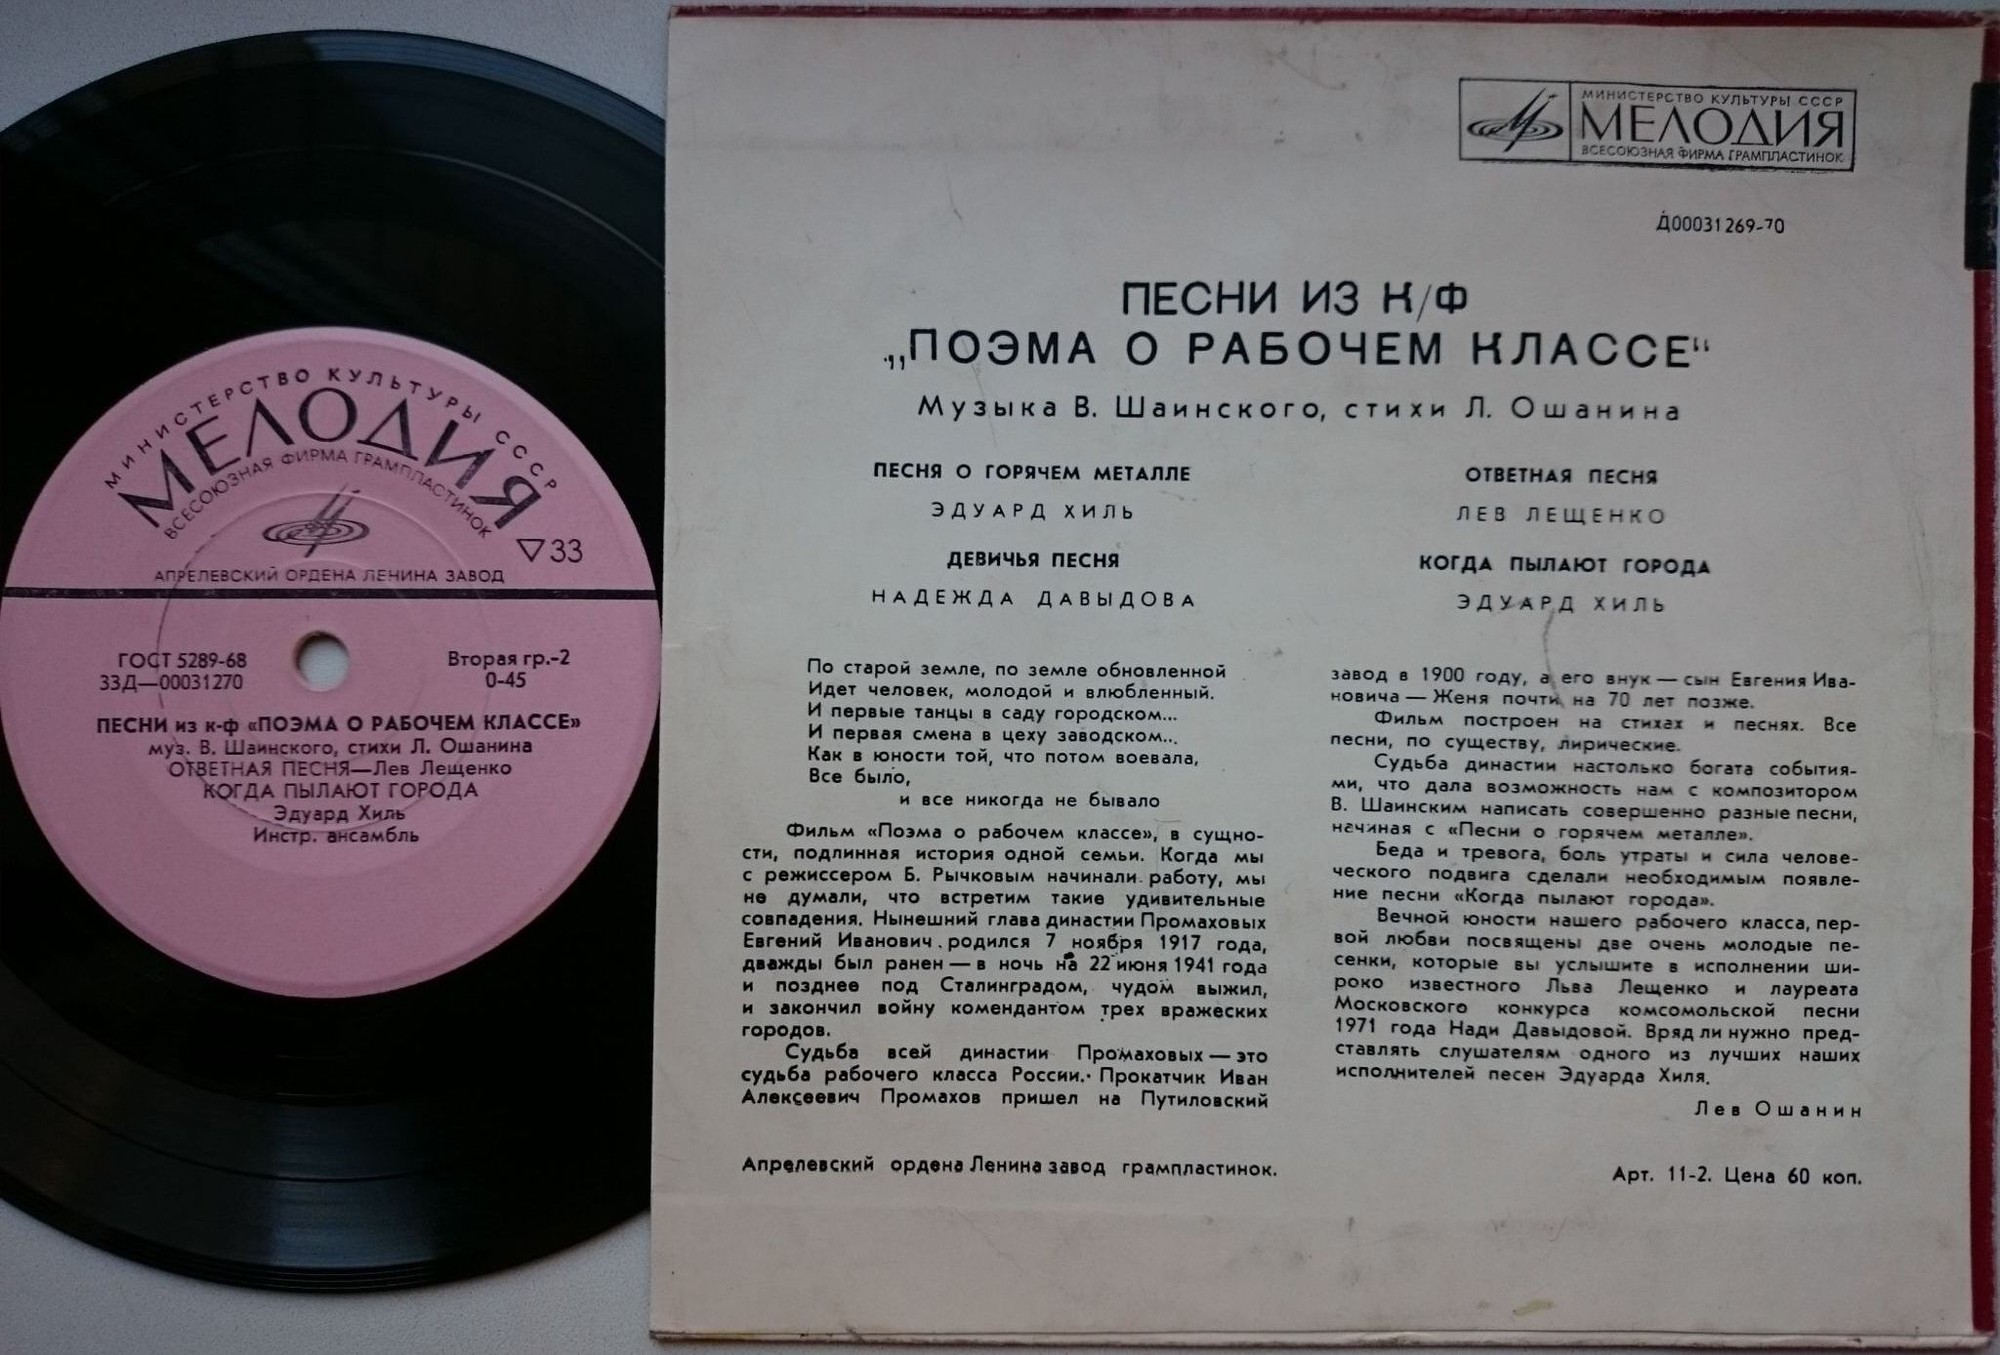 МИНИСТЕРСТВО КУЛЬТУРЫ СССР
МЕЛОДИЯ
ВСЕСОЮЗНАЯ ФИРМА ГРАМПЛАСТИНОК
▽33
АПРЕЛЕВСКИЙ ОРДЕНА ЛЕНИНА ЗАВОД
ГОСТ 5289-68
33Д—00031270
Вторая гр.-2
0-45
ПЕСНИ из к-ф «ПОЭМА О РАБОЧЕМ КЛАССЕ»
муз. В. Шаинского, стихи Л. Ошанина
ОТВЕТНАЯ ПЕСНЯ—Лев Лещенко
КОГДА ПЫЛАЮТ ГОРОДА
Эдуард Хиль
Инстр. ансамбль
МИНИСТЕРСТВО КУЛЬТУРЫ СССР
МЕЛОДИЯ
ВСЕСОЮЗНАЯ ФИРМА ГРАМПЛАСТИНОК
Д00031269-70
ПЕСНИ ИЗ К/Ф
„ПОЭМА О РАБОЧЕМ КЛАССЕ“
Музыка В. Шаинского, стихи Л. Ошанина
ПЕСНЯ О ГОРЯЧЕМ МЕТАЛЛЕ
ЭДУАРД ХИЛЬ
ДЕВИЧЬЯ ПЕСНЯ
НАДЕЖДА ДАВЫДОВА
ОТВЕТНАЯ ПЕСНЯ
ЛЕВ ЛЕЩЕНКО
КОГДА ПЫЛАЮТ ГОРОДА
ЭДУАРД ХИЛЬ
По старой земле, по земле обновленной
Идет человек, молодой и влюбленный.
И первые танцы в саду городском...
И первая смена в цеху заводском...
Как в юности той, что потом воевала,
Все было,
и все никогда не бывало
Фильм «Поэма о рабочем классе», в сущно-
сти, подлинная история одной семьи. Когда мы
с режиссером Б. Рычковым начинали работу, мы
не думали, что встретим такие удивительные
совпадения. Нынешний глава династии Промаховых
Евгений Иванович родился 7 ноября 1917 года,
дважды был ранен — в ночь на 22 июня 1941 года
и позднее под Сталинградом, чудом выжил,
и закончил войну комендантом трех вражеских
городов.
Судьба всей династии Промаховых — это
судьба рабочего класса России. Прокатчик Иван
Алексеевич Промахов пришел на Путиловский
завод в 1900 году, а его внук — сын Евгения Ива-
новича — Женя почти на 70 лет позже.
Фильм построен на стихах и песнях. Все
песни, по существу, лирические.
Судьба династии настолько богата события-
ми, что дала возможность нам с композитором
В. Шаинским написать совершенно разные песни,
начиная с «Песни о горячем металле».
Беда и тревога, боль утраты и сила челове-
ческого подвига сделали необходимым появле-
ние песни «Когда пылают города».
Вечной юности нашего рабочего класса, пер-
вой любви посвящены две очень молодые пе-
сенки, которые вы услышите в исполнении ши-
роко известного Льва Лещенко и лауреата
Московского конкурса комсомольской песни
1971 года Нади Давыдовой. Вряд ли нужно пред-
ставлять слушателям одного из лучших наших
исполнителей песен Эдуарда Хиля.
Лев Ошанин
Апрелевский ордена Ленина завод грампластинок.
Арт. 11-2. Цена 60 коп.